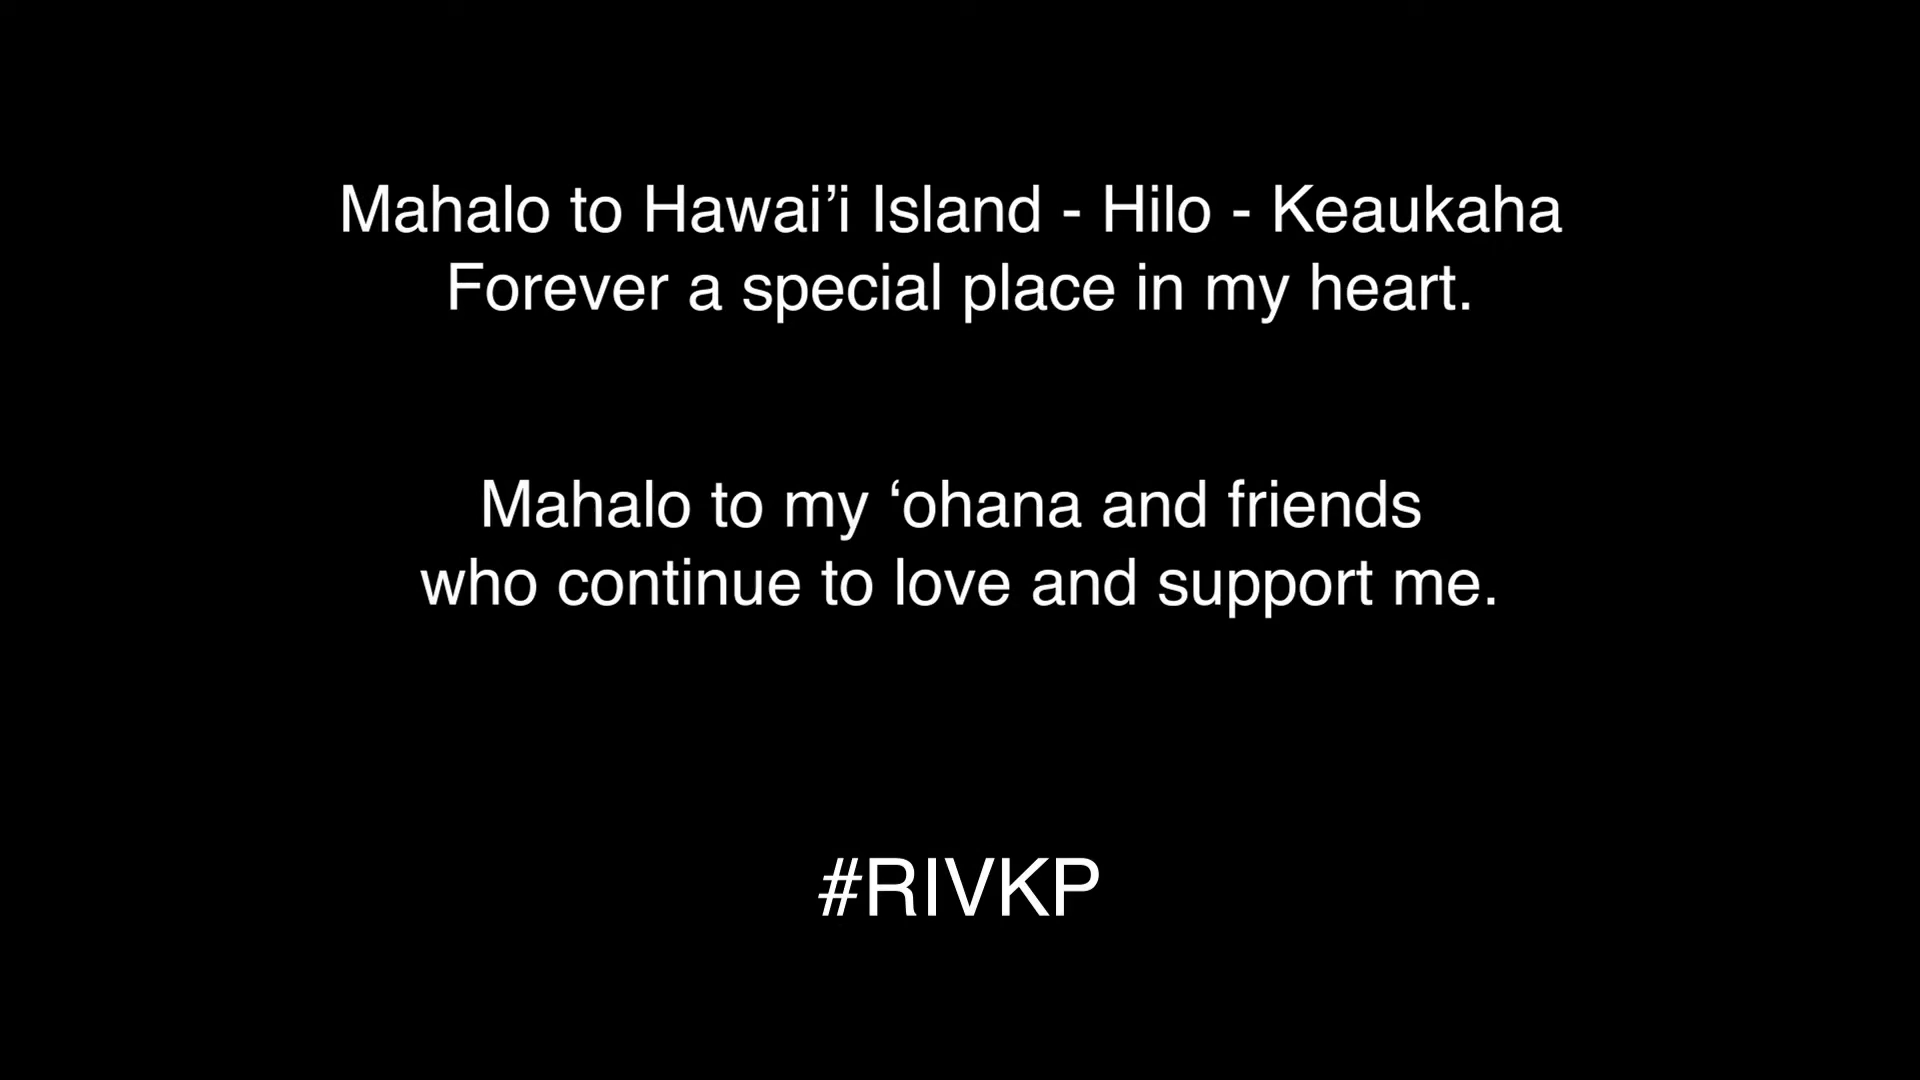 Mahalo to Hawai’i Island - Hilo - Keaukaha
Forever a special place in my heart.
Mahalo to my ‘ohana and friends
who continue to love and support me.
#RIVKP